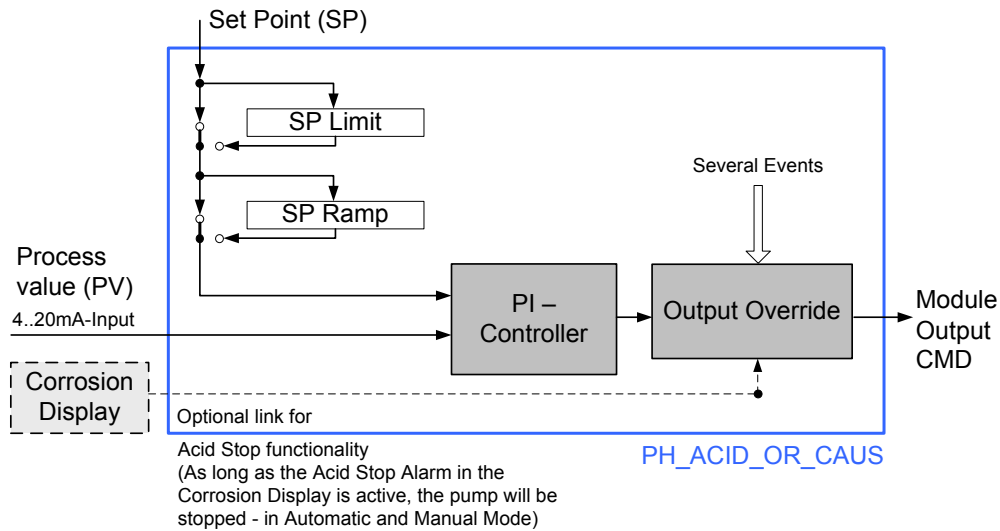 Set Point (SP)
SP Limit
Several Events
SP Ramp
Process
value (PV)
4..20mA-Input
PI –
Controller
Output Override
Module
Output
CMD
Corrosion
Display
Optional link for
Acid Stop functionality
(As long as the Acid Stop Alarm in the
Corrosion Display is active, the pump will be
stopped - in Automatic and Manual Mode)
PH_ACID_OR_CAUS